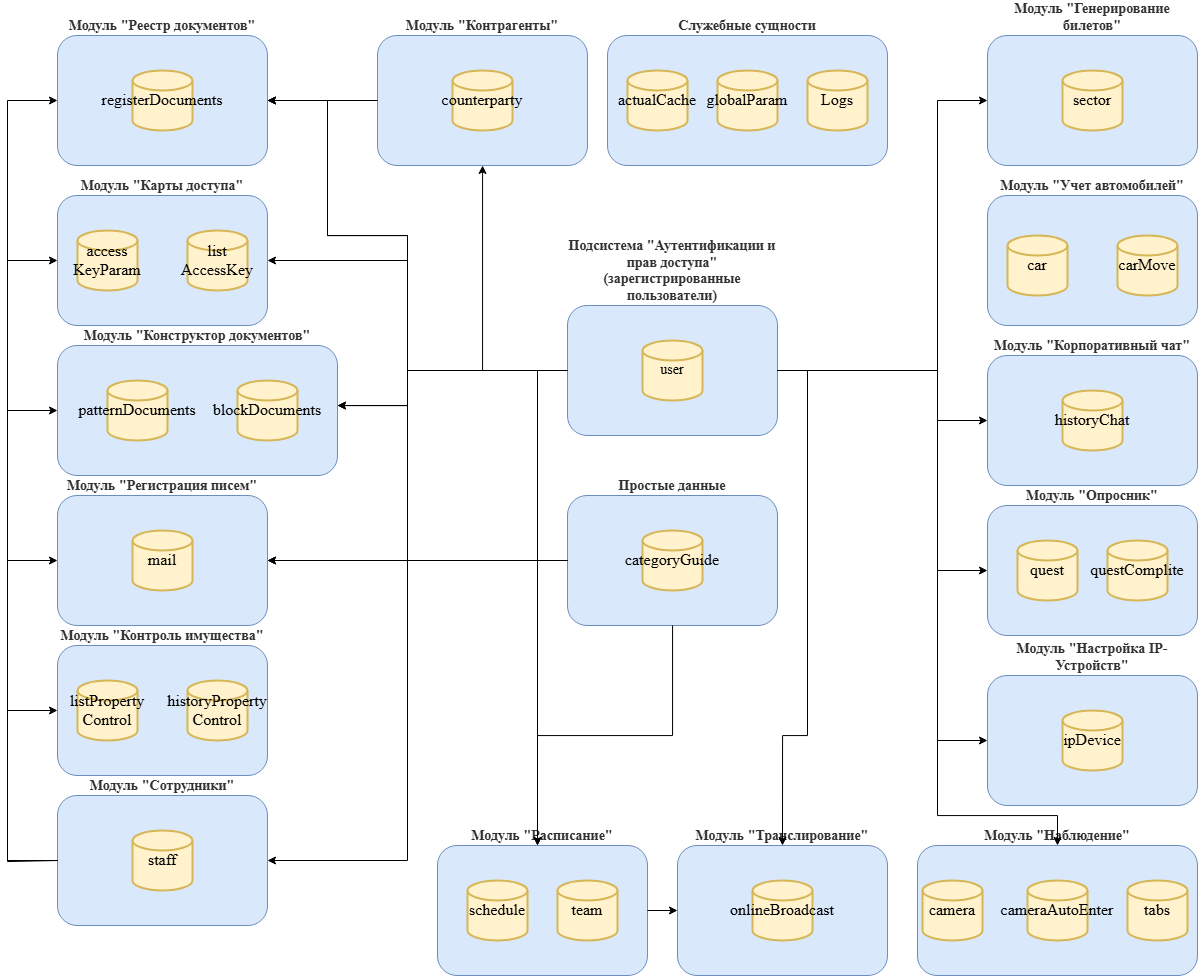 Модуль "Реестр документов"
registerDocuments
Модуль "Контрагенты"
counterparty
Служебные сущности
actualCache
globalParam
Logs
Модуль "Генерирование
билетов"
sector
Модуль "Карты доступа"
access
KeyParam
list
AccessKey
Подсистема "Аутентификации и
прав доступа"
(зарегистрированные
пользователи)
user
Модуль "Учет автомобилей"
car
carMove
Модуль "Конструктор документов"
patternDocuments
blockDocuments
Модуль "Корпоративный чат"
historyChat
Модуль "Регистрация писем"
mail
Простые данные
categoryGuide
Модуль "Опросник"
quest
questComplite
Модуль "Контроль имущества"
listProperty
Control
historyProperty
Control
Модуль "Настройка IP-
Устройств"
ipDevice
Модуль "Сотрудники"
staff
Модуль "Расписание"
schedule
team
Модуль "Транслирование"
onlineBroadcast
Модуль "Наблюдение"
camera
cameraAutoEnter
tabs